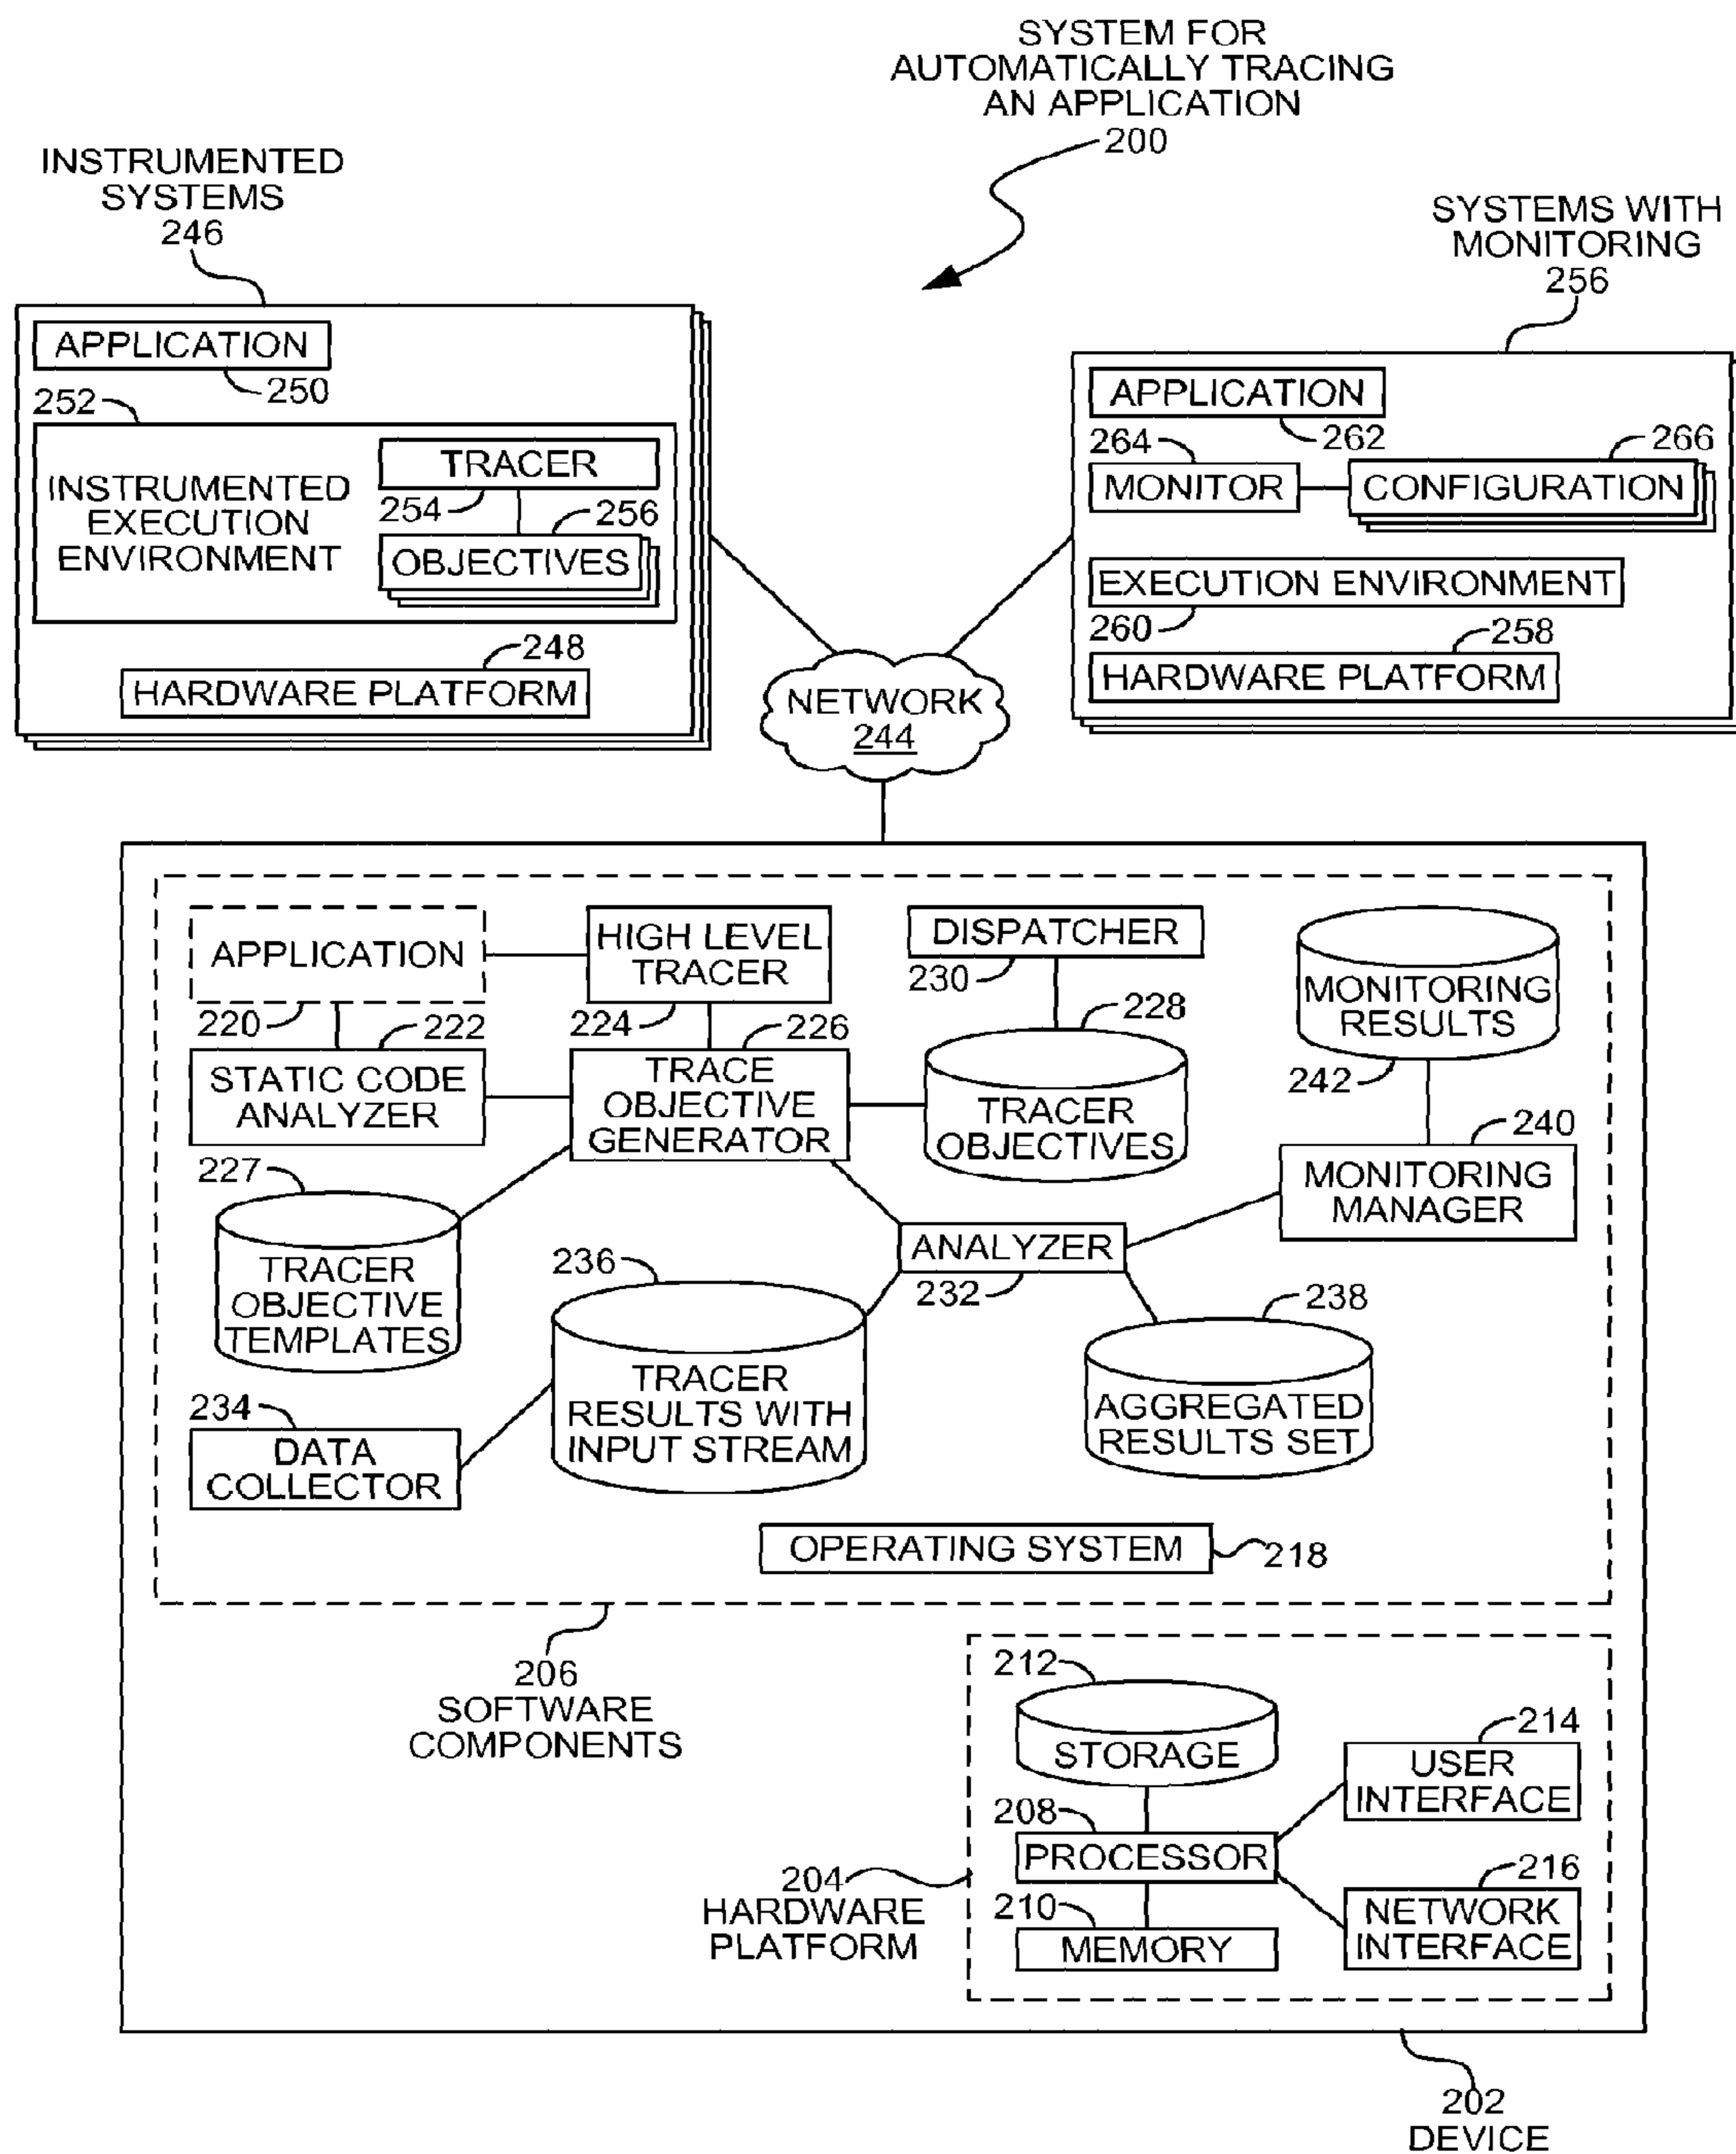 SYSTEM FOR
AUTOMATICALLY TRACING
AN APPLICATION
200
INSTRUMENTED
SYSTEMS
246
APPLICATION
250
252
INSTRUMENTED
EXECUTION
ENVIRONMENT
TRACER
254
256
OBJECTIVES
248
HARDWARE PLATFORM
SYSTEMS WITH
MONITORING
256
APPLICATION
262
264
266
MONITOR
CONFIGURATION
EXECUTION ENVIRONMENT
260
258
HARDWARE PLATFORM
NETWORK
244
APPLICATION
220
HIGH LEVEL
TRACER
224
DISPATCHER
230
MONITORING
RESULTS
242
222
STATIC CODE
ANALYZER
226
TRACE
OBJECTIVE
GENERATOR
228
TRACER
OBJECTIVES
240
MONITORING
MANAGER
227
TRACER
OBJECTIVE
TEMPLATES
ANALYZER
232
236
TRACER
RESULTS WITH
INPUT STREAM
238
AGGREGATED
RESULTS SET
234
DATA
COLLECTOR
OPERATING SYSTEM
218
206
SOFTWARE
COMPONENTS
212
STORAGE
214
USER
INTERFACE
208
PROCESSOR
204
HARDWARE
PLATFORM
216
NETWORK
INTERFACE
210
MEMORY
202
DEVICE